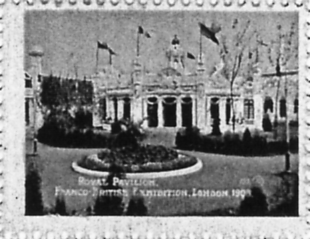 ROYAL PAVILION.
FRANCO-BRITISH EXHIBITION, LONDON 1908